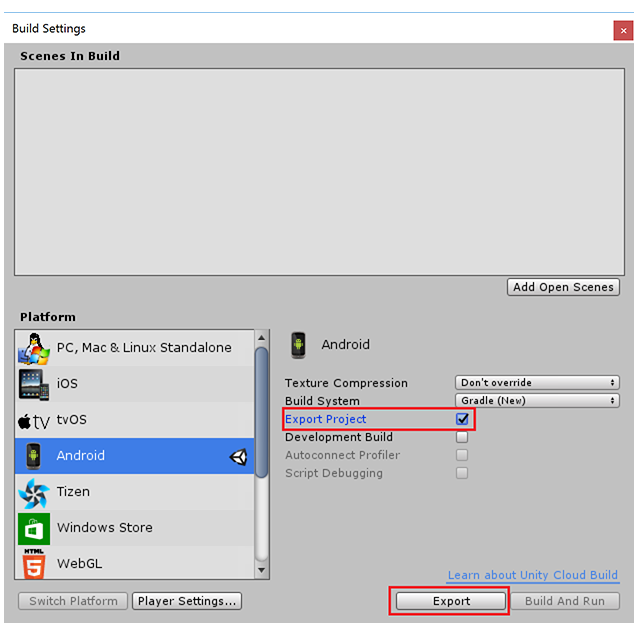 Build Settings
Scenes In Build
Add Open Scenes
Platform
PC, Mac & Linux Standalone
iOS
tv tvOS
Android
Tizen
Windows Store
HTML
5 WebGL
Android
Texture Compression Don't override
Build System Gradle (New)
Export Project
Development Build
Autoconnect Profiler
Script Debugging
Learn about Unity Cloud Build
Switch Platform Player Settings... Export Build And Run